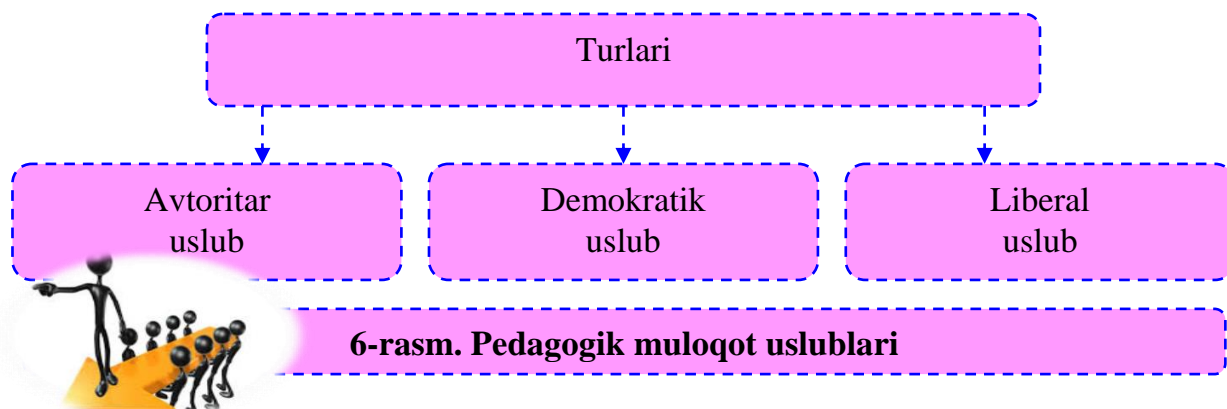 Turlari
Avtoritar
uslub
Demokratik
uslub
Liberal
uslub
6-rasm. Pedagogik muloqot uslublari